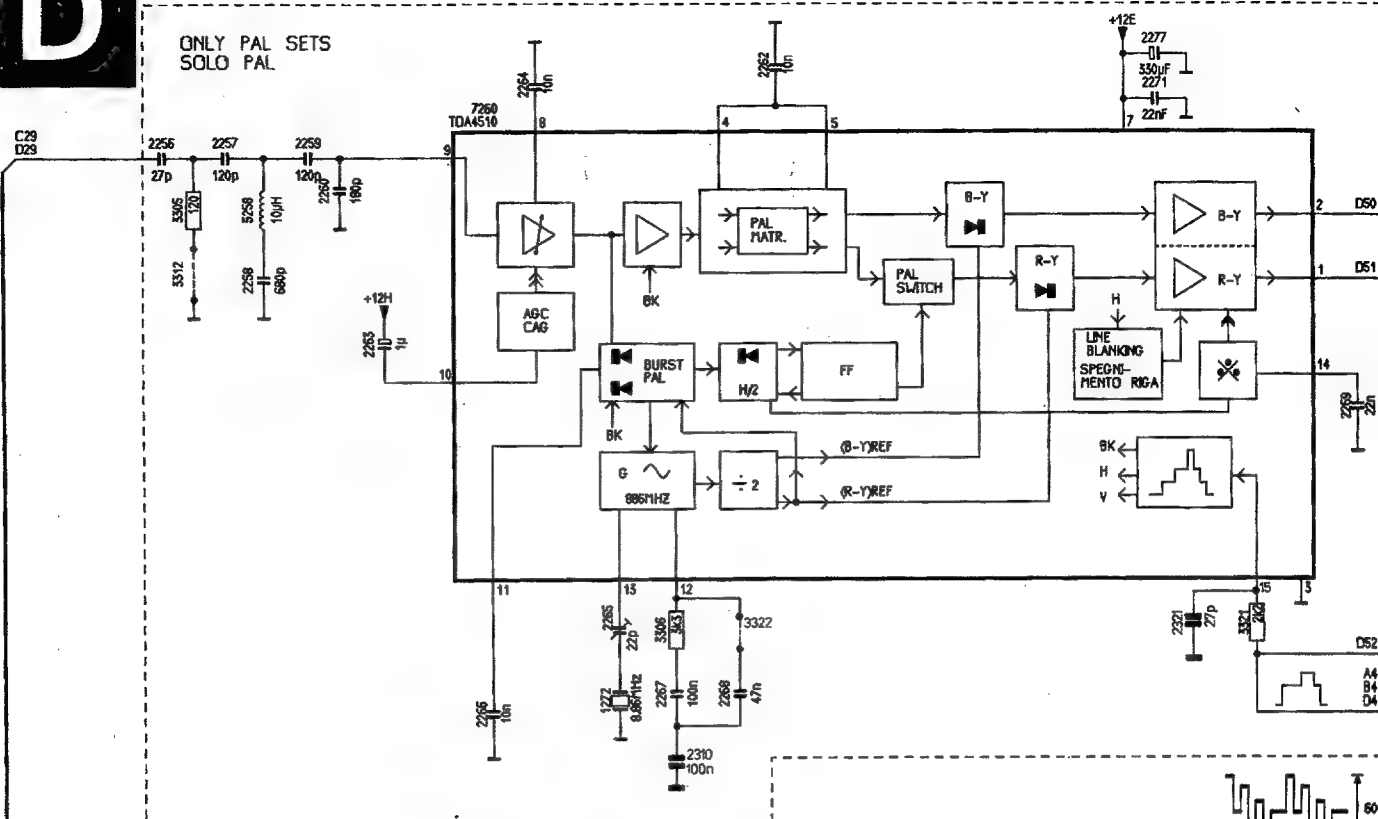 D
ONLY PAL SETS
SOLO PAL
C29
D29
2256
27p
2257
120p
2259
120p
2260
180p
3305
120
3312
5258
10µH
2258
680p
2264
10n
2262
10n
+12E
2277
330µF
2271
22nF
7260
TDA4510
8
4
5
7
9
B-Y
PAL
MATR.
B-Y
2
D50
R-Y
PAL
SWITCH
R-Y
1
D51
BK
+12H
2263
1µ
AGC
CAG
H
LINE
BLANKING
SPEGNI-
MENTO RIGA
10
BURST
PAL
H/2
FF
14
2269
22n
BK
G
886MHZ
÷ 2
(B-Y)REF
(R-Y)REF
BK
H
V
11
13
12
15
3
2265
22p
3306
3k3
3322
2321
27p
3321
2k2
D52
1272
8.86MHz
2267
100n
2268
47n
A4
B4
D4
2266
10n
2310
100n
60